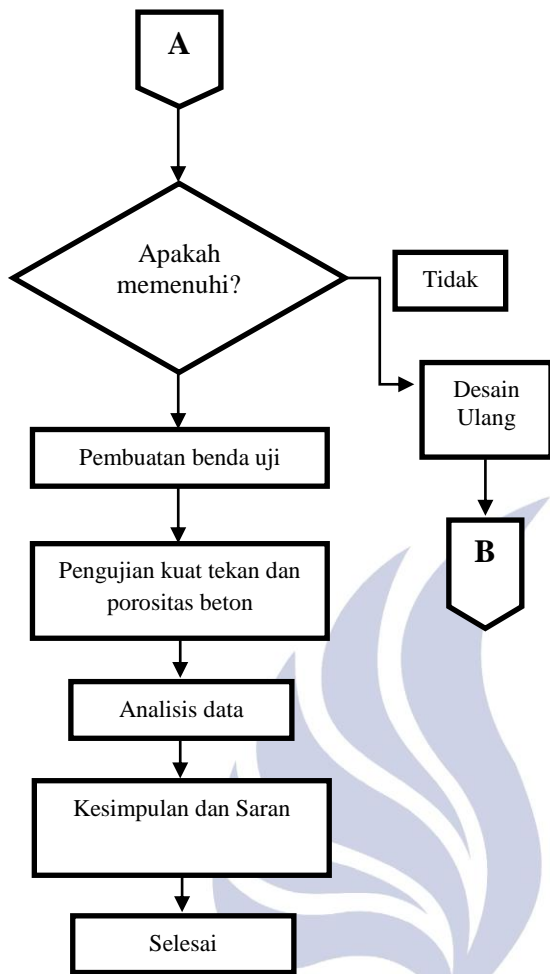 A
Apakah
memenuhi?
Tidak
Desain
Ulang
B
Pembuatan benda uji
Pengujian kuat tekan dan
porositas beton
Analisis data
Kesimpulan dan Saran
Selesai